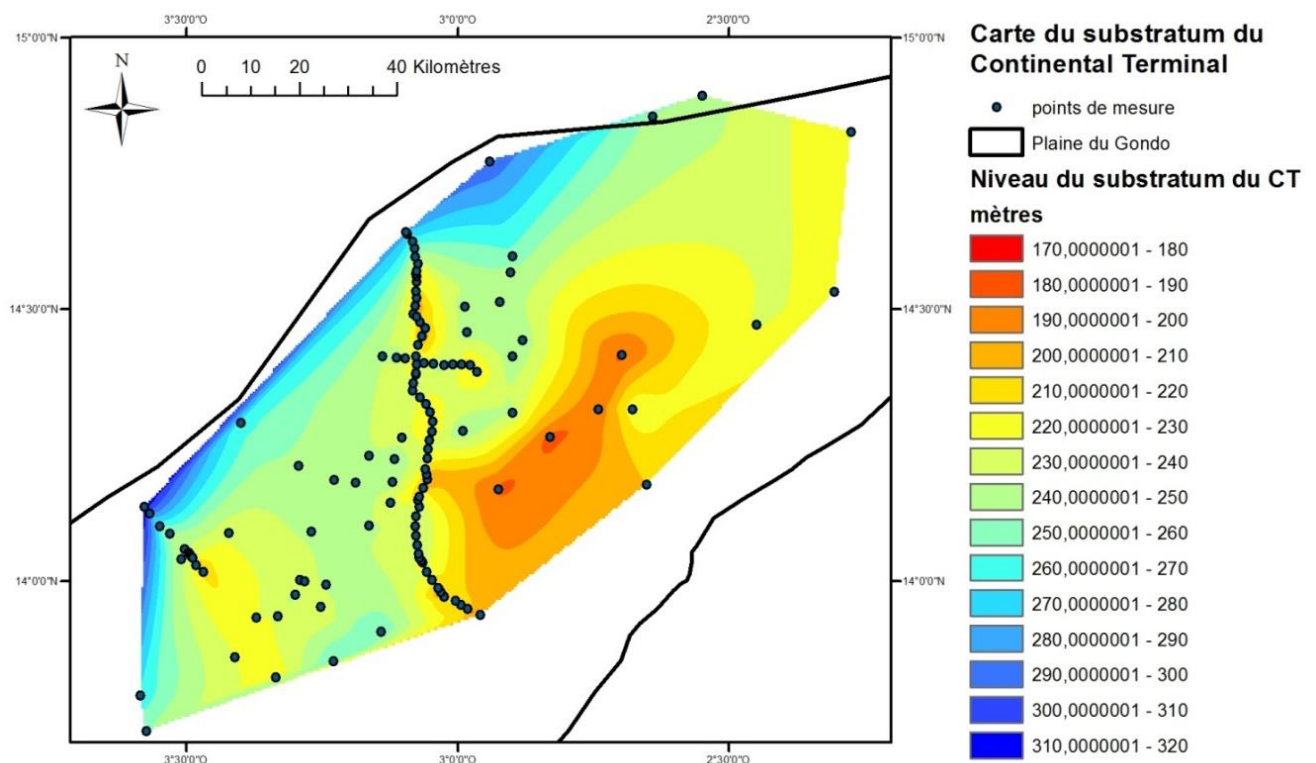 3°30'0"W 3°0'0"W 2°30'0"W
15°0'0"N 15°0'0"N
N
0 10 20 40 Kilomètres
14°30'0"N 14°30'0"N
14°0'0"N 14°0'0"N
3°30'0"W 3°0'0"W 2°30'0"W
Carte du substratum du
Continental Terminal
points de mesure
Plaine du Gondo
Niveau du substratum du CT
mètres
170,0000001 - 180
180,0000001 - 190
190,0000001 - 200
200,0000001 - 210
210,0000001 - 220
220,0000001 - 230
230,0000001 - 240
240,0000001 - 250
250,0000001 - 260
260,0000001 - 270
270,0000001 - 280
280,0000001 - 290
290,0000001 - 300
300,0000001 - 310
310,0000001 - 320